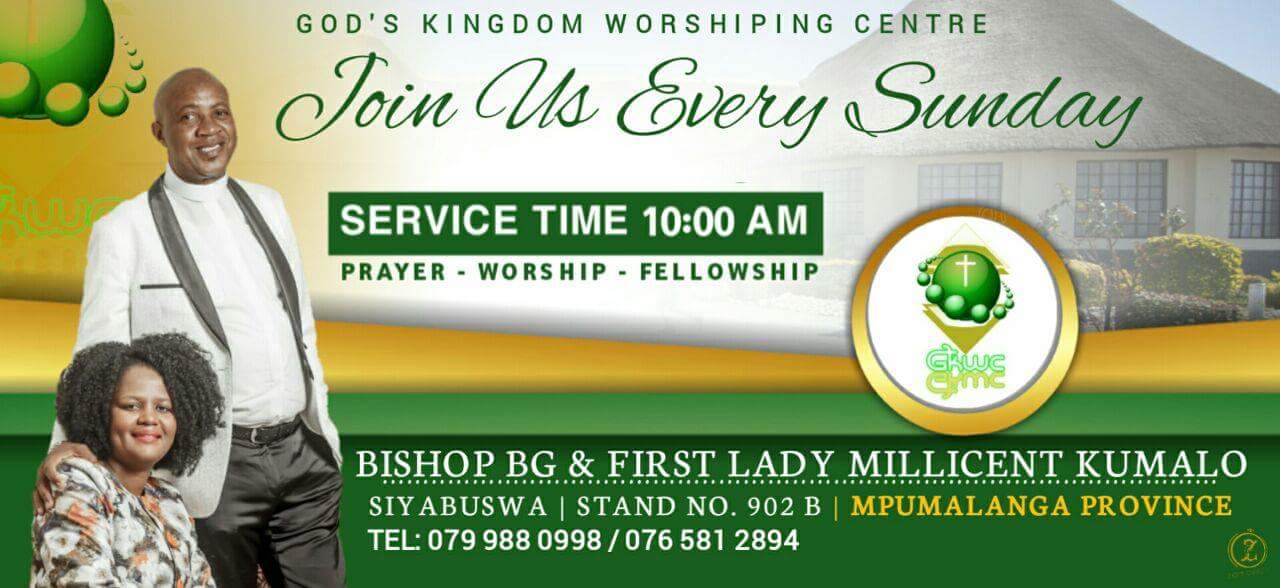 GOD'S KINGDOM WORSHIPING CENTRE
Join Us Every Sunday
SERVICE TIME 10:00 AM
PRAYER - WORSHIP - FELLOWSHIP
GKWC
BISHOP BG & FIRST LADY MILLICENT KUMALO
SIYABUSWA | STAND NO. 902 B | MPUMALANGA PROVINCE
TEL: 079 988 0998 / 076 581 2894